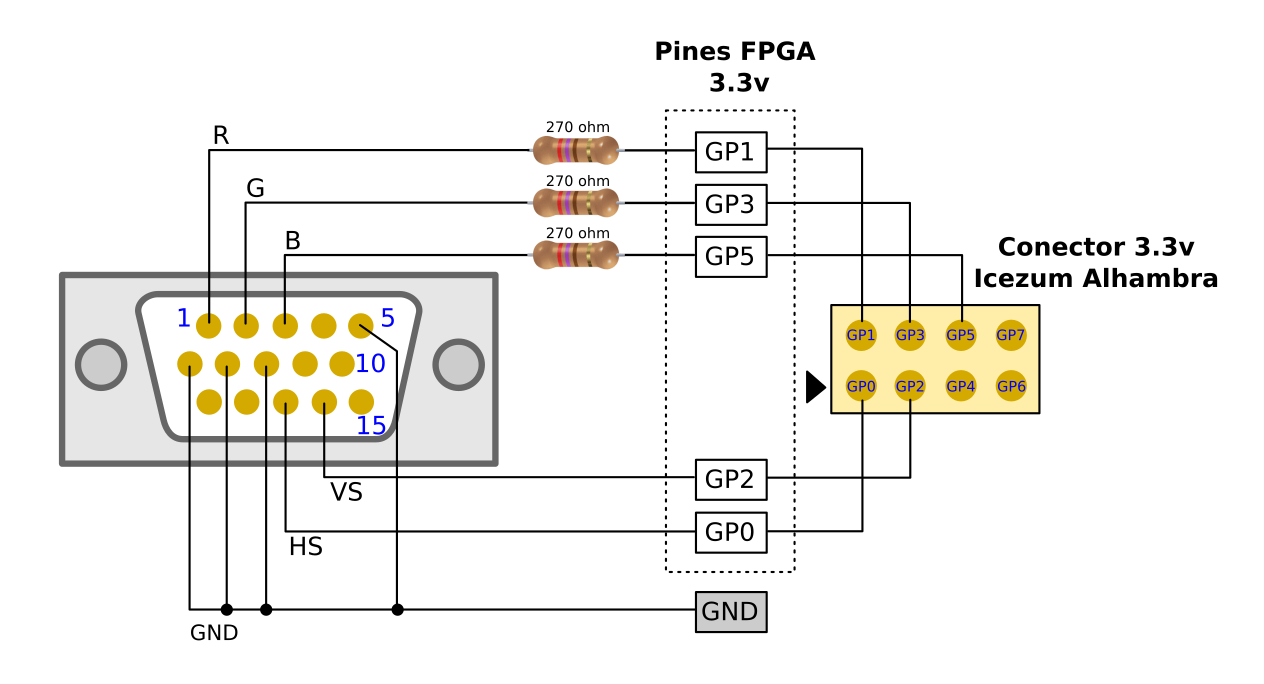 Pines FPGA
3.3v
270 ohm
R
GP1
270 ohm
G
GP3
270 ohm
B
GP5
Conector 3.3v
Icezum Alhambra
1
5
10
15
GP1 GP3 GP5 GP7
GP0 GP2 GP4 GP6
VS
GP2
HS
GP0
GND
GND